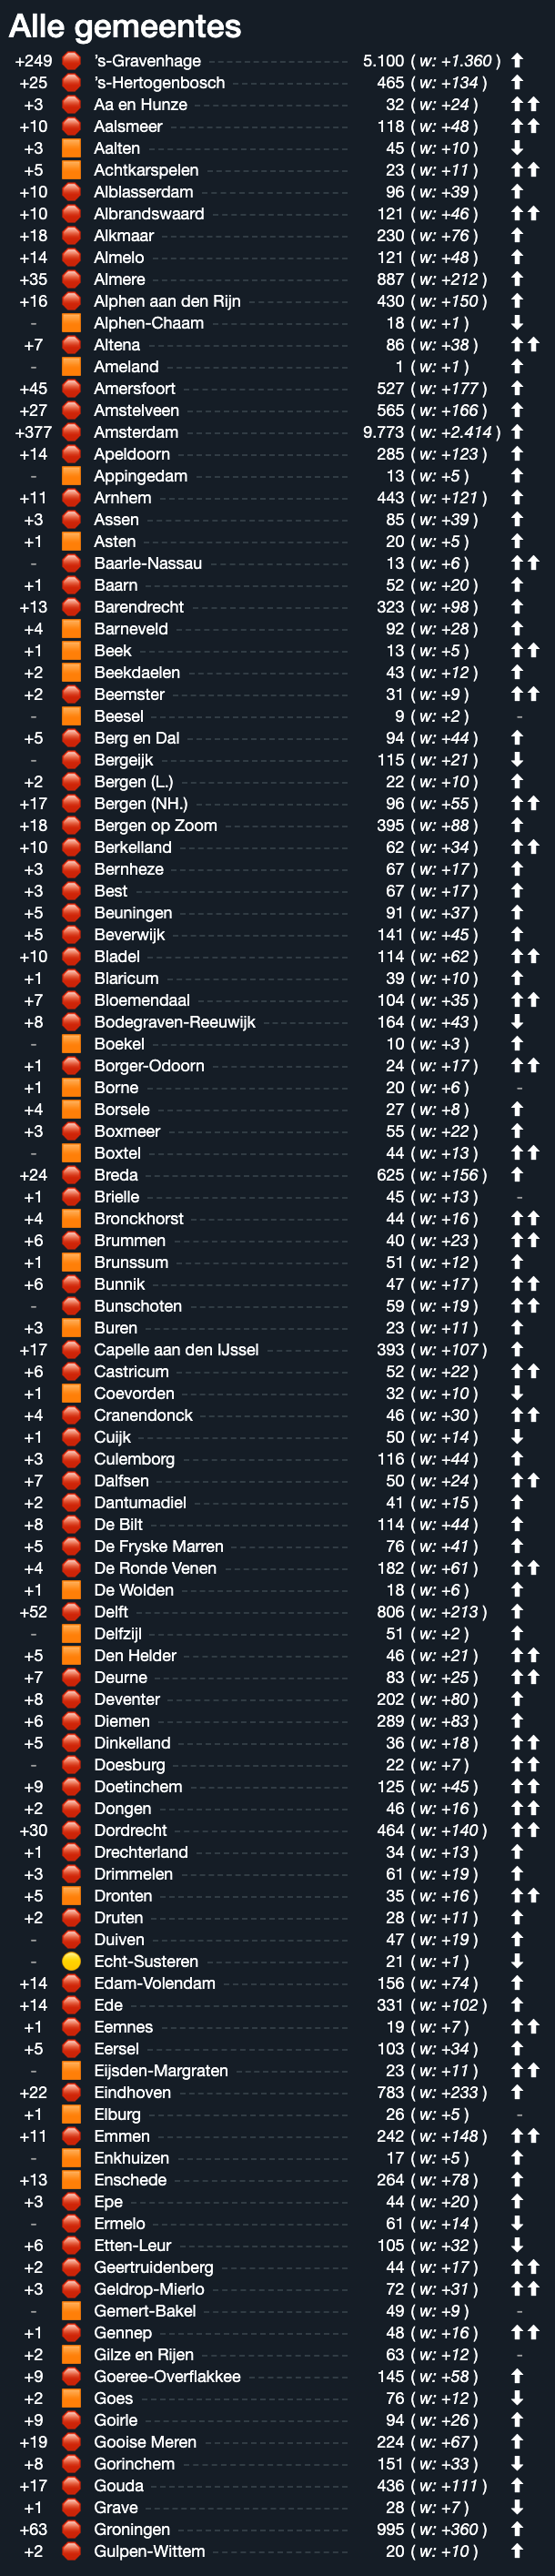 Alle gemeentes
+249 's-Gravenhage 5.100 ( w: +1.360 )
+25 's-Hertogenbosch 465 ( w: +134 )
+3 Aa en Hunze 32 ( w: +24 )
+10 Aalsmeer 118 ( w: +48 )
+3 Aalten 45 ( w: +10 )
+5 Achtkarspelen 23 ( w: +11 )
+10 Alblasserdam 96 ( w: +39 )
+10 Albrandswaard 121 ( w: +46 )
+18 Alkmaar 230 ( w: +76 )
+14 Almelo 121 ( w: +48 )
+35 Almere 887 ( w: +212 )
+16 Alphen aan den Rijn 430 ( w: +150 )
- Alphen-Chaam 18 ( w: +1 )
+7 Altena 86 ( w: +38 )
- Ameland 1 ( w: +1 )
+45 Amersfoort 527 ( w: +177 )
+27 Amstelveen 565 ( w: +166 )
+377 Amsterdam 9.773 ( w: +2.414 )
+14 Apeldoorn 285 ( w: +123 )
- Appingedam 13 ( w: +5 )
+11 Arnhem 443 ( w: +121 )
+3 Assen 85 ( w: +39 )
+1 Asten 20 ( w: +5 )
- Baarle-Nassau 13 ( w: +6 )
+1 Baarn 52 ( w: +20 )
+13 Barendrecht 323 ( w: +98 )
+4 Barneveld 92 ( w: +28 )
+1 Beek 13 ( w: +5 )
+2 Beekdaelen 43 ( w: +12 )
+2 Beemster 31 ( w: +9 )
- Beesel 9 ( w: +2 ) -
+5 Berg en Dal 94 ( w: +44 )
- Bergeijk 115 ( w: +21 )
+2 Bergen (L.) 22 ( w: +10 )
+17 Bergen (NH.) 96 ( w: +55 )
+18 Bergen op Zoom 395 ( w: +88 )
+10 Berkelland 62 ( w: +34 )
+3 Bernheze 67 ( w: +17 )
+3 Best 67 ( w: +17 )
+5 Beuningen 91 ( w: +37 )
+5 Beverwijk 141 ( w: +45 )
+10 Bladel 114 ( w: +62 )
+1 Blaricum 39 ( w: +10 )
+7 Bloemendaal 104 ( w: +35 )
+8 Bodegraven-Reeuwijk 164 ( w: +43 )
- Boekel 10 ( w: +3 )
+1 Borger-Odoorn 24 ( w: +17 )
+1 Borne 20 ( w: +6 ) -
+4 Borsele 27 ( w: +8 )
+3 Boxmeer 55 ( w: +22 )
- Boxtel 44 ( w: +13 )
+24 Breda 625 ( w: +156 )
+1 Brielle 45 ( w: +13 ) -
+4 Bronckhorst 44 ( w: +16 )
+6 Brummen 40 ( w: +23 )
+1 Brunssum 51 ( w: +12 )
+6 Bunnik 47 ( w: +17 )
- Bunschoten 59 ( w: +19 )
+3 Buren 23 ( w: +11 )
+17 Capelle aan den IJssel 393 ( w: +107 )
+6 Castricum 52 ( w: +22 )
+1 Coevorden 32 ( w: +10 )
+4 Cranendonck 46 ( w: +30 )
+1 Cuijk 50 ( w: +14 )
+3 Culemborg 116 ( w: +44 )
+7 Dalfsen 50 ( w: +24 )
+2 Dantumadiel 41 ( w: +15 )
+8 De Bilt 114 ( w: +44 )
+5 De Fryske Marren 76 ( w: +41 )
+4 De Ronde Venen 182 ( w: +61 )
+1 De Wolden 18 ( w: +6 )
+52 Delft 806 ( w: +213 )
- Delfzijl 51 ( w: +2 )
+5 Den Helder 46 ( w: +21 )
+7 Deurne 83 ( w: +25 )
+8 Deventer 202 ( w: +80 )
+6 Diemen 289 ( w: +83 )
+5 Dinkelland 36 ( w: +18 )
- Doesburg 22 ( w: +7 )
+9 Doetinchem 125 ( w: +45 )
+2 Dongen 46 ( w: +16 )
+30 Dordrecht 464 ( w: +140 )
+1 Drechterland 34 ( w: +13 )
+3 Drimmelen 61 ( w: +19 )
+5 Dronten 35 ( w: +16 )
+2 Druten 28 ( w: +11 )
- Duiven 47 ( w: +19 )
- Echt-Susteren 21 ( w: +1 )
+14 Edam-Volendam 156 ( w: +74 )
+14 Ede 331 ( w: +102 )
+1 Eemnes 19 ( w: +7 )
+5 Eersel 103 ( w: +34 )
- Eijsden-Margraten 23 ( w: +11 )
+22 Eindhoven 783 ( w: +233 )
+1 Elburg 26 ( w: +5 ) -
+11 Emmen 242 ( w: +148 )
- Enkhuizen 17 ( w: +5 )
+13 Enschede 264 ( w: +78 )
+3 Epe 44 ( w: +20 )
- Ermelo 61 ( w: +14 )
+6 Etten-Leur 105 ( w: +32 )
+2 Geertruidenberg 44 ( w: +17 )
+3 Geldrop-Mierlo 72 ( w: +31 )
- Gemert-Bakel 49 ( w: +9 ) -
+1 Gennep 48 ( w: +16 )
+2 Gilze en Rijen 63 ( w: +12 ) -
+9 Goeree-Overflakkee 145 ( w: +58 )
+2 Goes 76 ( w: +12 )
+9 Goirle 94 ( w: +26 )
+19 Gooise Meren 224 ( w: +67 )
+8 Gorinchem 151 ( w: +33 )
+17 Gouda 436 ( w: +111 )
+1 Grave 28 ( w: +7 )
+63 Groningen 995 ( w: +360 )
+2 Gulpen-Wittem 20 ( w: +10 )